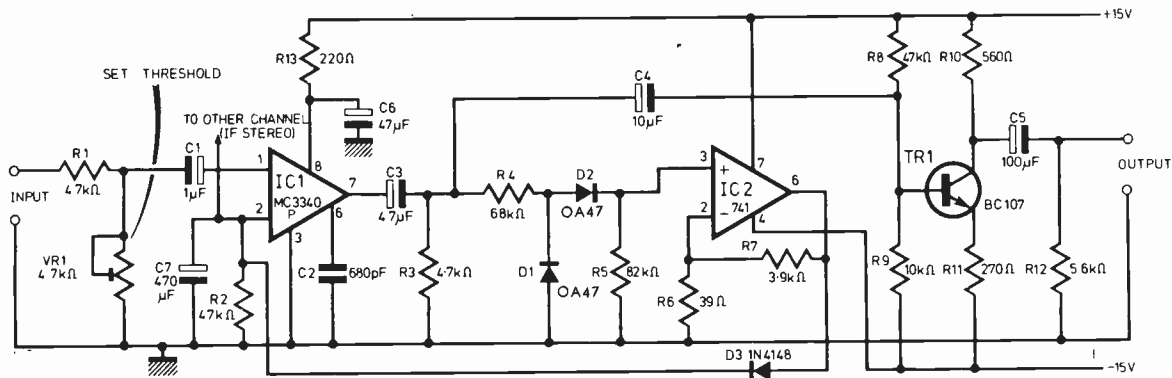 +15V
R13
220Ω
R8
47kΩ
R10
560Ω
SET THRESHOLD
C4
10µF
C6
47µF
TO OTHER CHANNEL
(IF STEREO)
C5
100µF
R1
4.7kΩ
C1
1µF
1
8
IC1
MC3340
P
7
C3
4.7µF
R4
68kΩ
D2
OA47
3
+
7
IC2
741
6
TR1
BC107
OUTPUT
INPUT
2
6
3
2
−
4
R7
3.9kΩ
VR1
4.7kΩ
C7
470
µF
R2
47kΩ
C2
680pF
R3
4.7kΩ
D1
OA47
R5
82kΩ
R6
39Ω
R9
10kΩ
R11
270Ω
R12
5.6kΩ
D3 1N4148
−15V